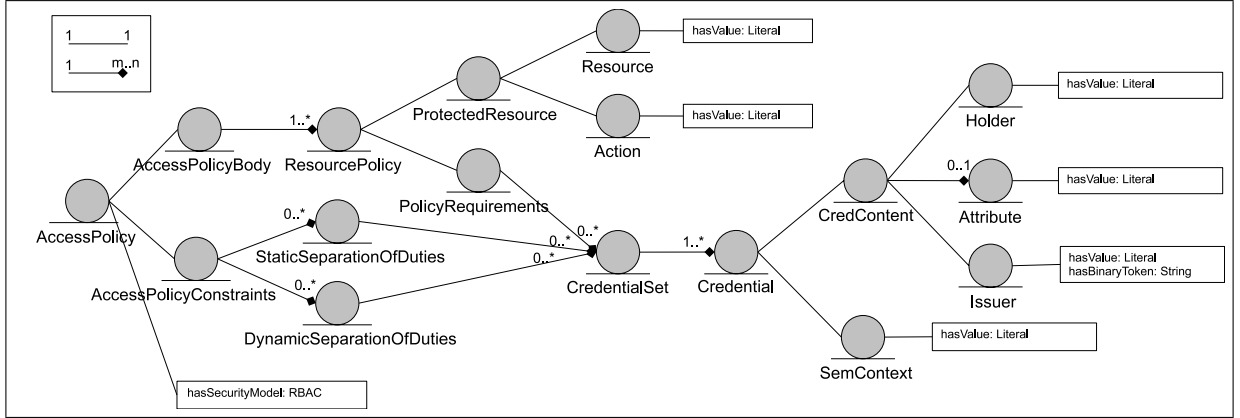 1 1
1 m..n
hasValue: Literal
Resource
ProtectedResource
hasValue: Literal
Action
hasValue: Literal
Holder
1..*
AccessPolicyBody
ResourcePolicy
0..1
hasValue: Literal
PolicyRequirements
CredContent
Attribute
AccessPolicy
0..*
StaticSeparationOfDuties
0..*
0..*
0..*
1..*
hasValue: Literal
hasBinaryToken: String
AccessPolicyConstraints
0..*
CredentialSet
Credential
Issuer
DynamicSeparationOfDuties
hasValue: Literal
SemContext
hasSecurityModel: RBAC